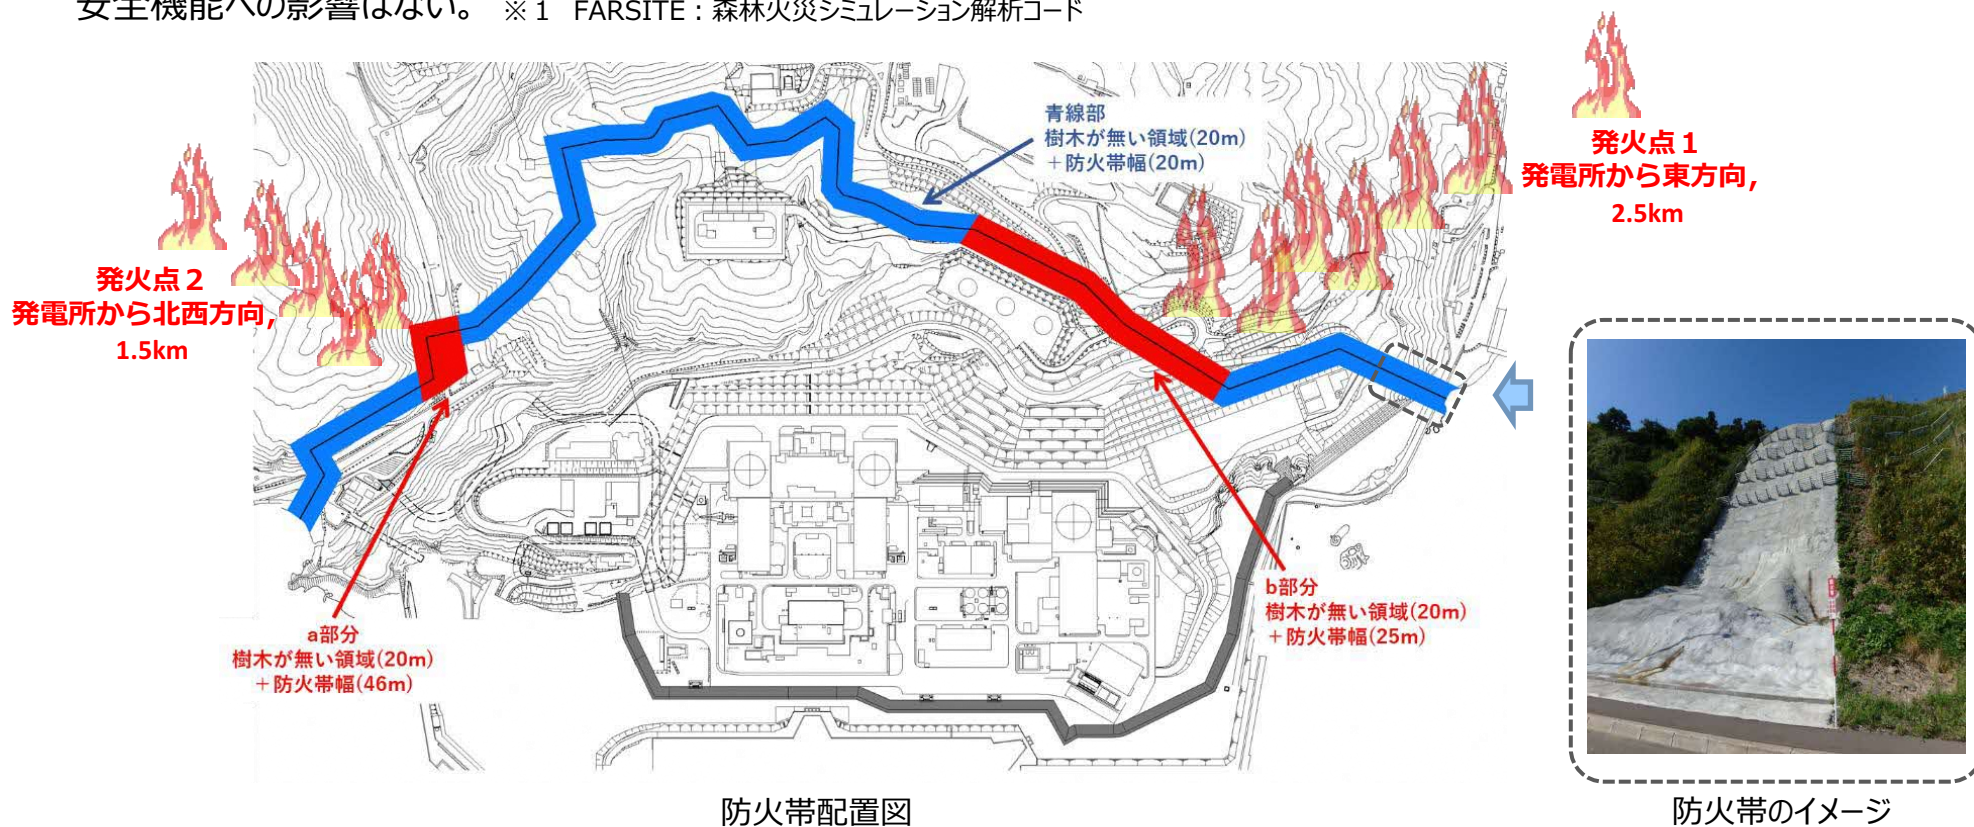 安全機能への影響はない。 ※1 FARSITE：森林火災シミュレーション解析コード
発火点1
発電所から東方向,
2.5km
青線部
樹木が無い領域(20m)
＋防火帯幅(20m)
発火点2
発電所から北西方向,
1.5km
a部分
樹木が無い領域(20m)
＋防火帯幅(46m)
b部分
樹木が無い領域(20m)
＋防火帯幅(25m)
防火帯配置図
防火帯のイメージ